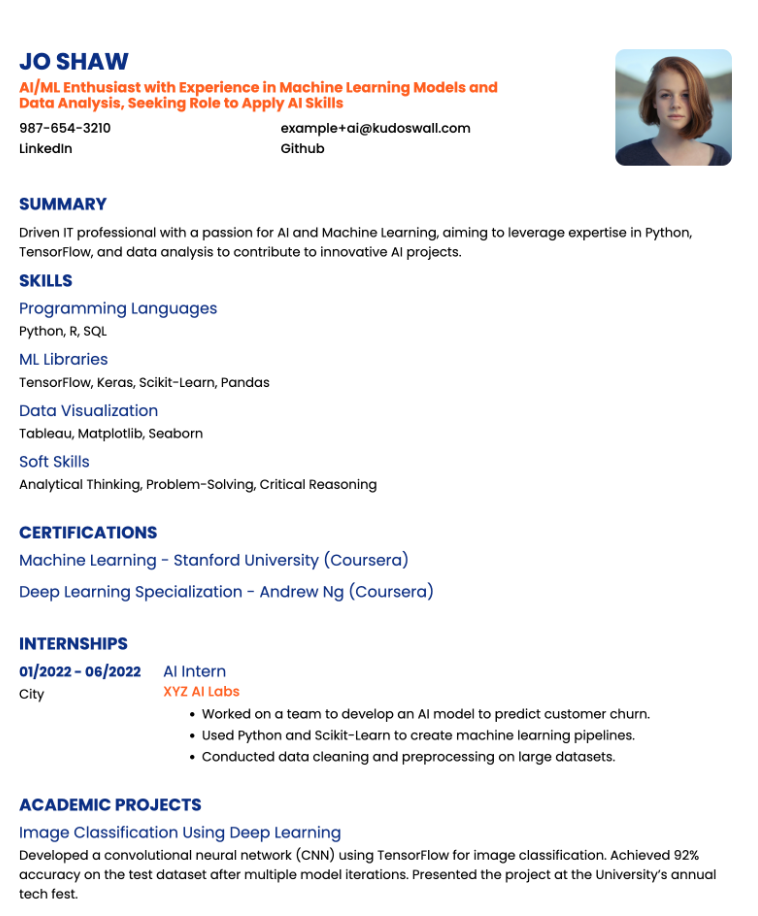 JO SHAW
AI/ML Enthusiast with Experience in Machine Learning Models and
Data Analysis, Seeking Role to Apply AI Skills
987-654-3210 example+ai@kudoswall.com
LinkedIn Github
SUMMARY
Driven IT professional with a passion for AI and Machine Learning, aiming to leverage expertise in Python,
TensorFlow, and data analysis to contribute to innovative AI projects.
SKILLS
Programming Languages
Python, R, SQL
ML Libraries
TensorFlow, Keras, Scikit-Learn, Pandas
Data Visualization
Tableau, Matplotlib, Seaborn
Soft Skills
Analytical Thinking, Problem-Solving, Critical Reasoning
CERTIFICATIONS
Machine Learning - Stanford University (Coursera)
Deep Learning Specialization - Andrew Ng (Coursera)
INTERNSHIPS
01/2022 - 06/2022 AI Intern
City XYZ AI Labs
• Worked on a team to develop an AI model to predict customer churn.
• Used Python and Scikit-Learn to create machine learning pipelines.
• Conducted data cleaning and preprocessing on large datasets.
ACADEMIC PROJECTS
Image Classification Using Deep Learning
Developed a convolutional neural network (CNN) using TensorFlow for image classification. Achieved 92%
accuracy on the test dataset after multiple model iterations. Presented the project at the University's annual
tech fest.